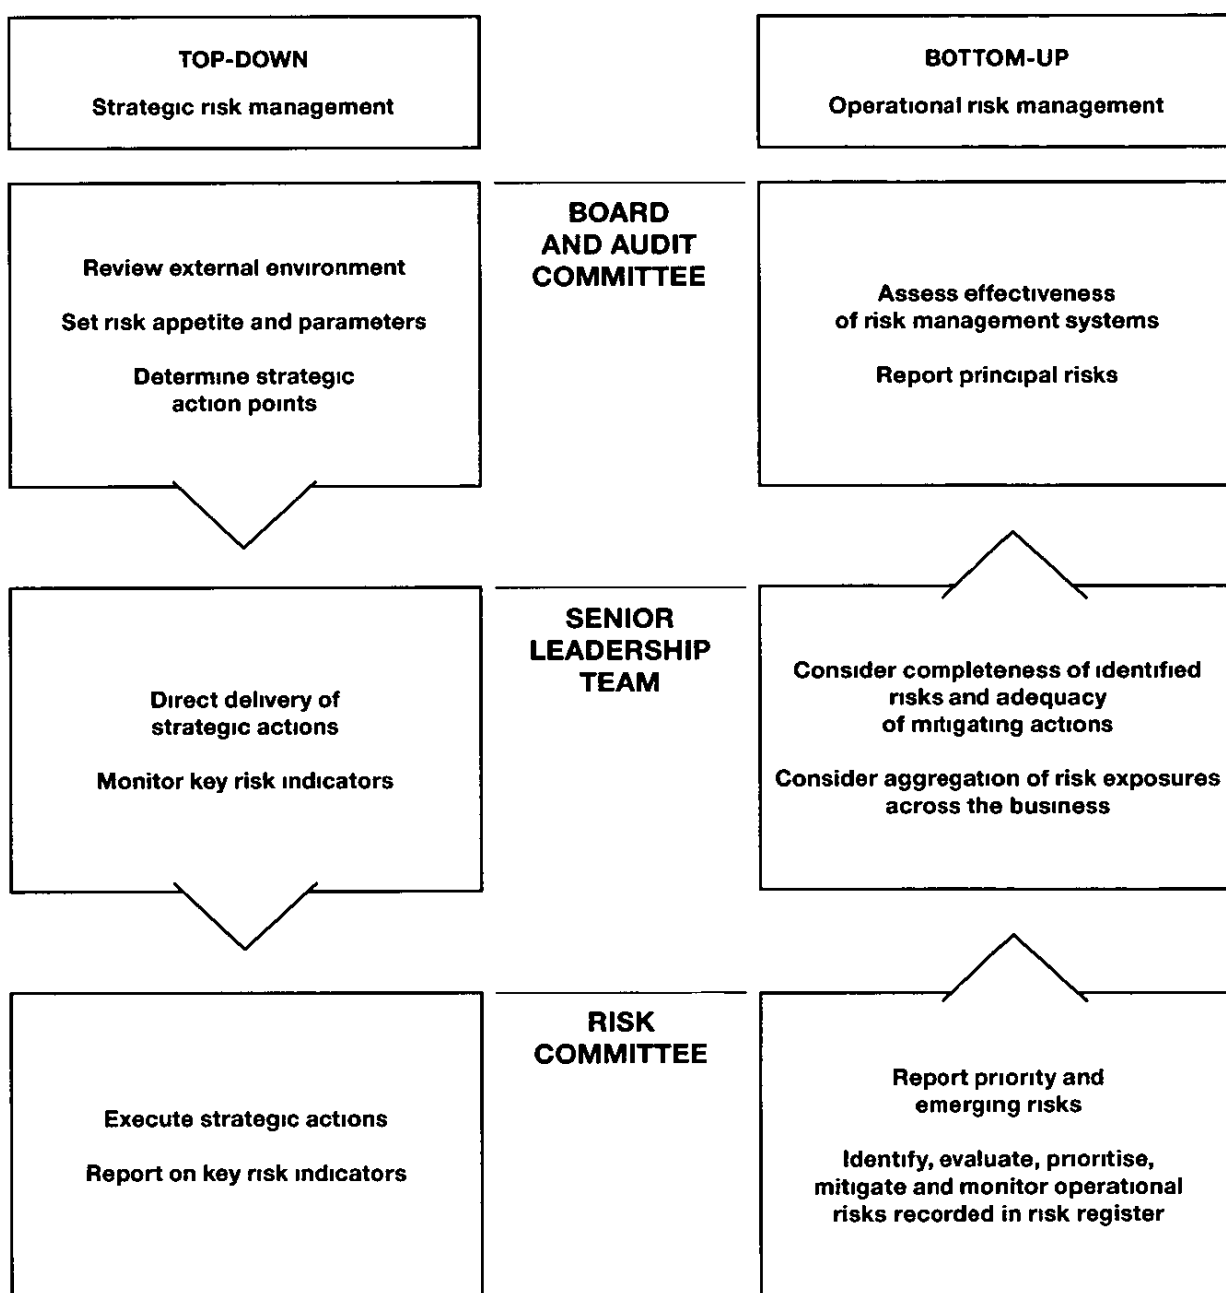 TOP-DOWN
Strategic risk management
BOTTOM-UP
Operational risk management
Review external environment
Set risk appetite and parameters
Determine strategic
action points
BOARD
AND AUDIT
COMMITTEE
Assess effectiveness
of risk management systems
Report principal risks
Direct delivery of
strategic actions
Monitor key risk indicators
SENIOR
LEADERSHIP
TEAM
Consider completeness of identified
risks and adequacy
of mitigating actions
Consider aggregation of risk exposures
across the business
Execute strategic actions
Report on key risk indicators
RISK
COMMITTEE
Report priority and
emerging risks
Identify, evaluate, prioritise,
mitigate and monitor operational
risks recorded in risk register